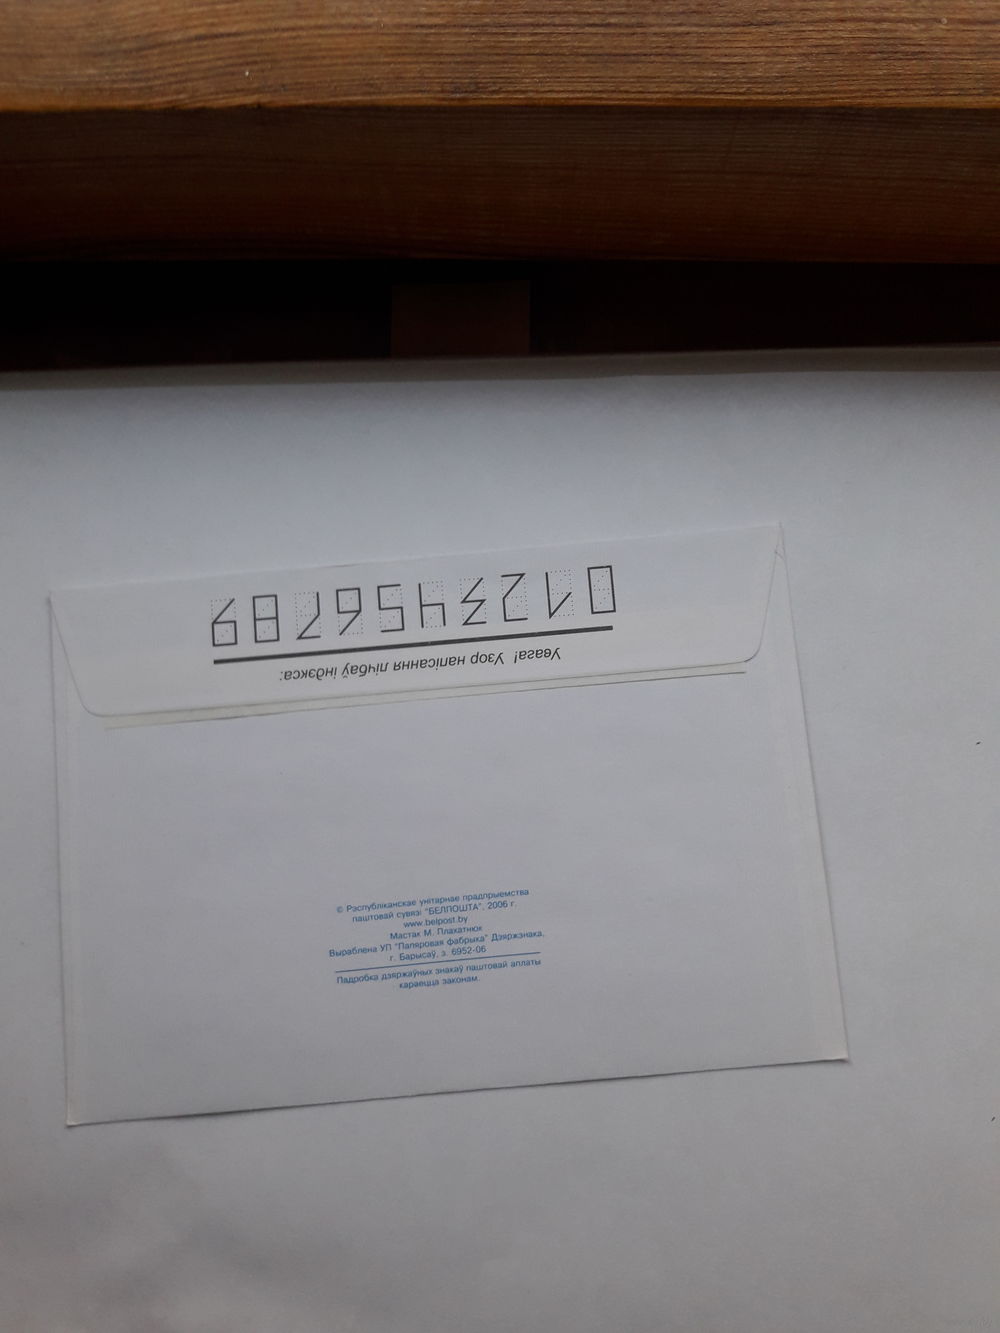 Увага! Узор напісання лічбаў індэкса:
0123456789
© Рэспубліканскае унітарнае прадпрыемства
паштовай сувязі "БЕЛПОШТА", 2006 г.
www.belpost.by
Мастак М. Плахатнюк
Выраблена УП "Папяровая фабрыка" Дзяржзнака,
г. Барысаў, з. 6952-06
Падробка дзяржаўных знакаў паштовай аплаты
караецца законам.